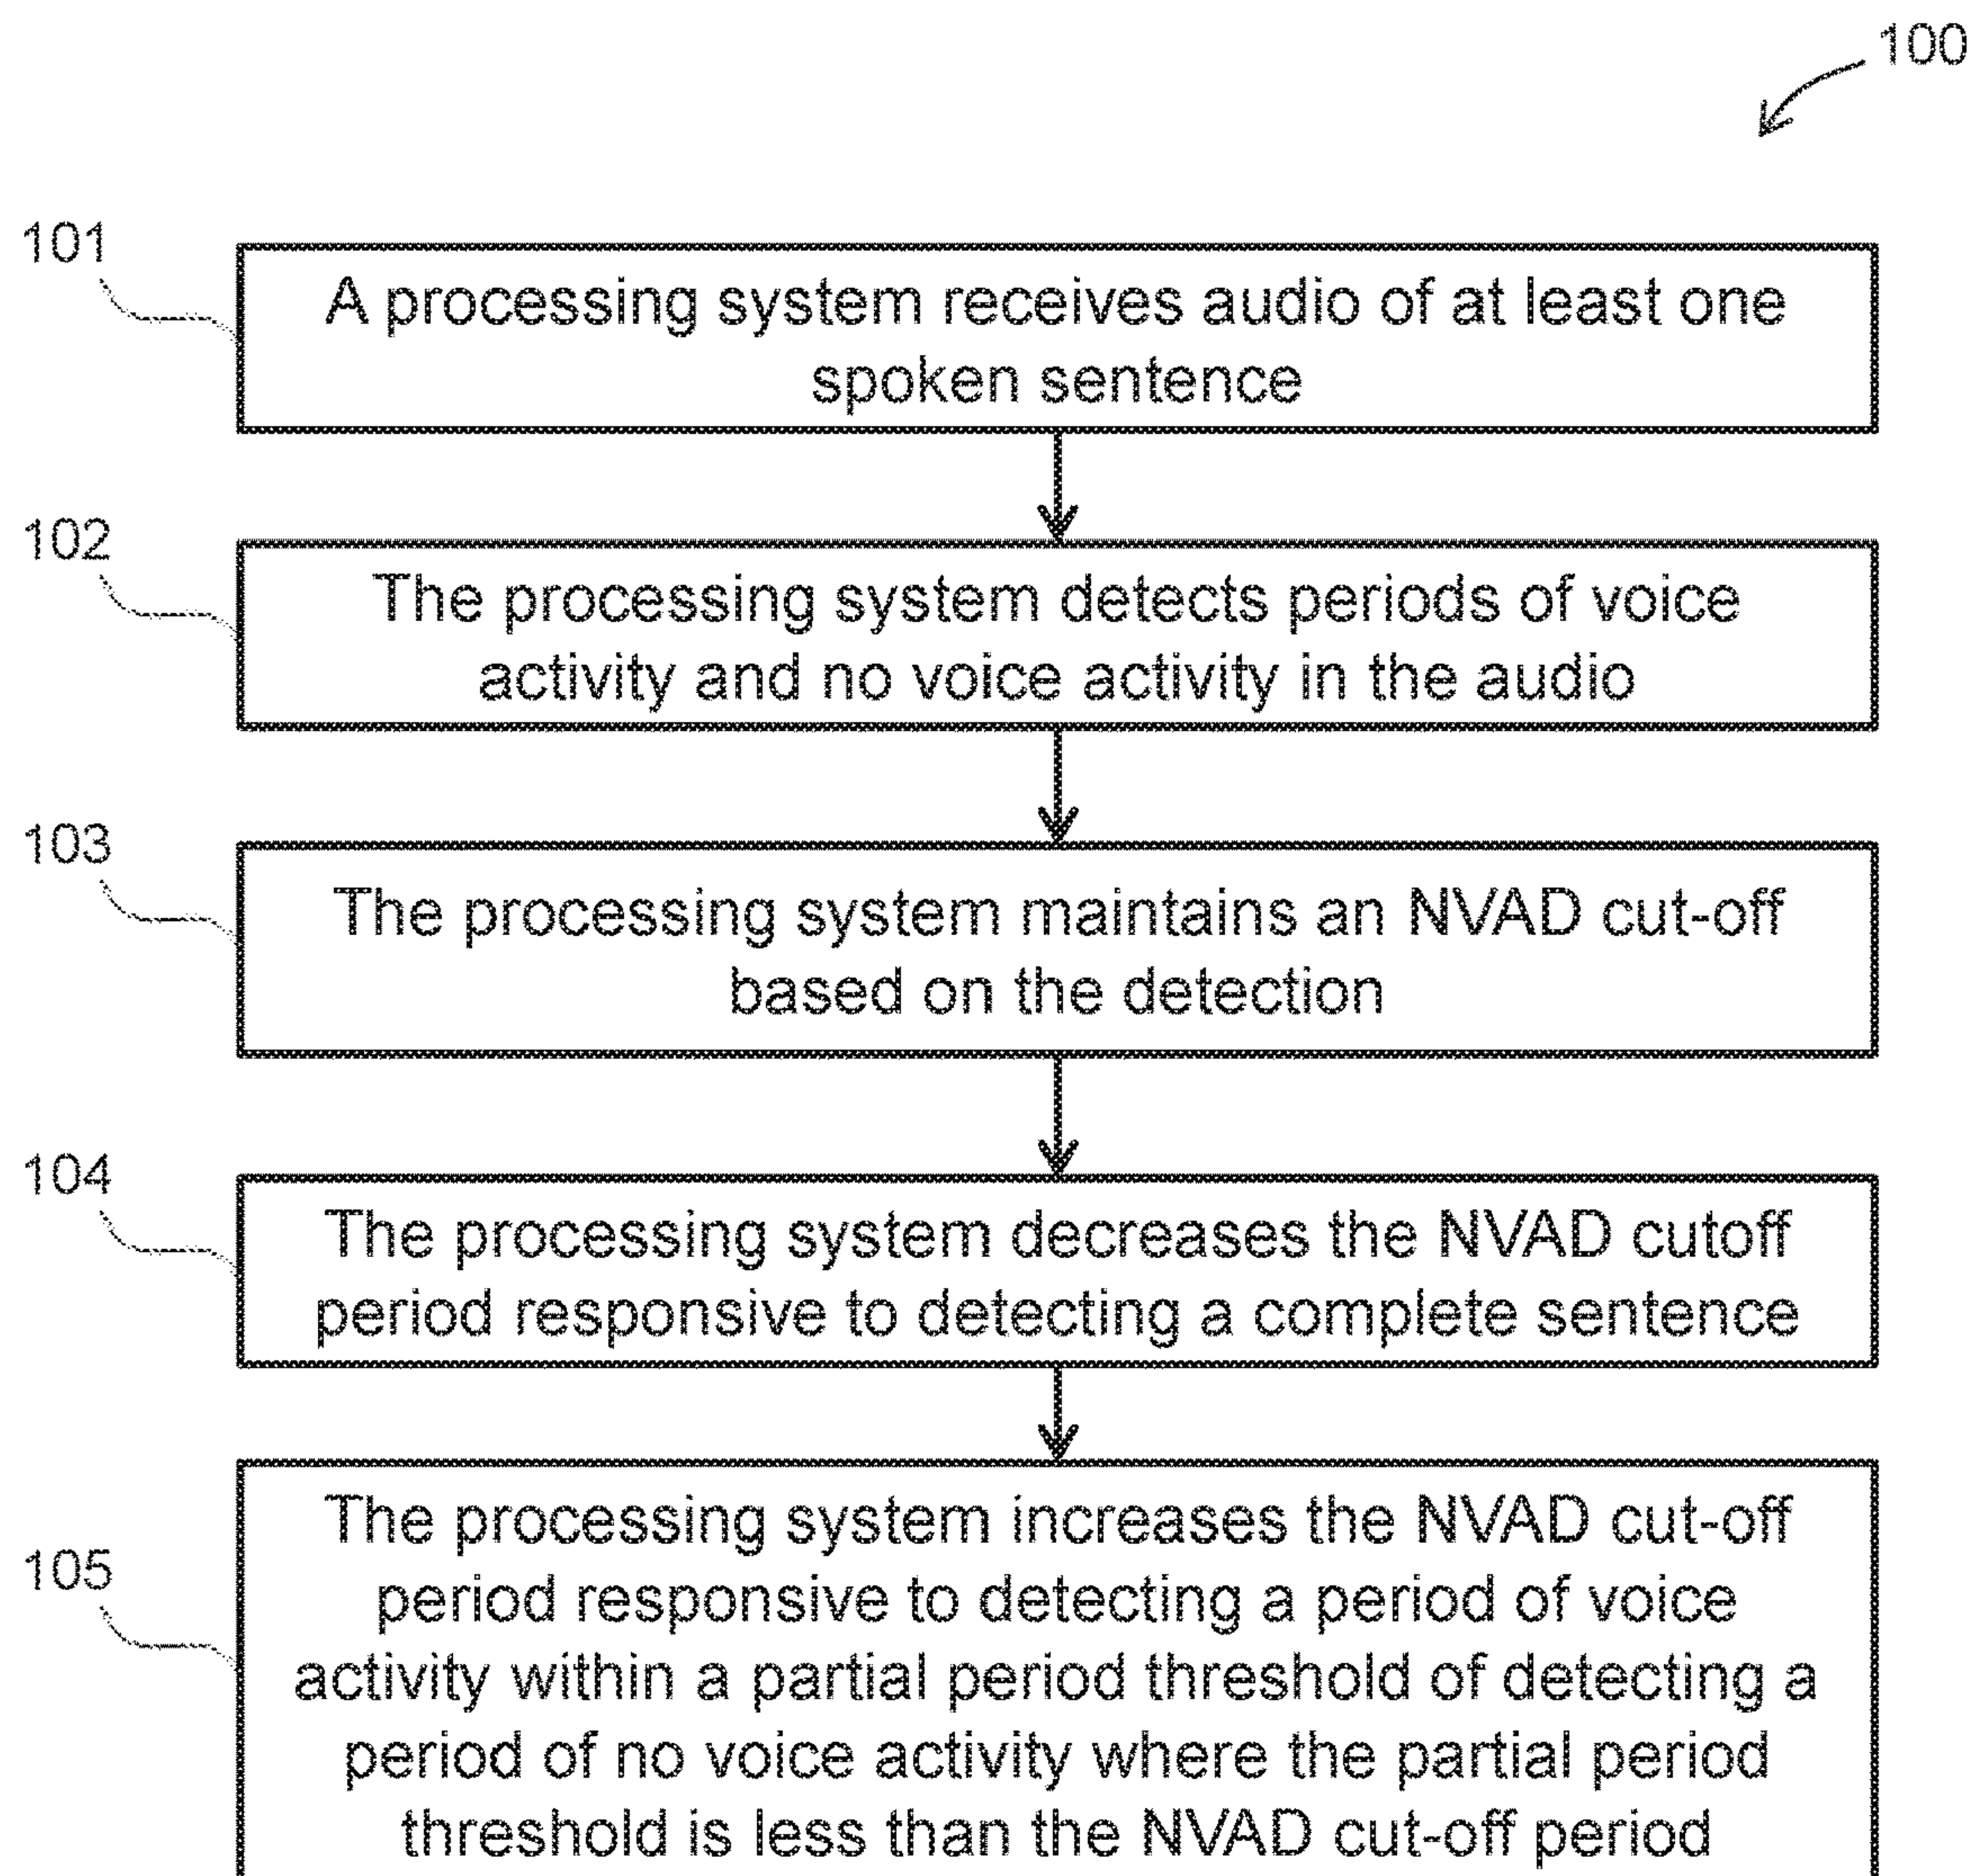 100
101
A processing system receives audio of at least one
spoken sentence
102
The processing system detects periods of voice
activity and no voice activity in the audio
103
The processing system maintains an NVAD cut-off
based on the detection
104
The processing system decreases the NVAD cutoff
period responsive to detecting a complete sentence
105
The processing system increases the NVAD cut-off
period responsive to detecting a period of voice
activity within a partial period threshold of detecting a
period of no voice activity where the partial period
threshold is less than the NVAD cut-off period